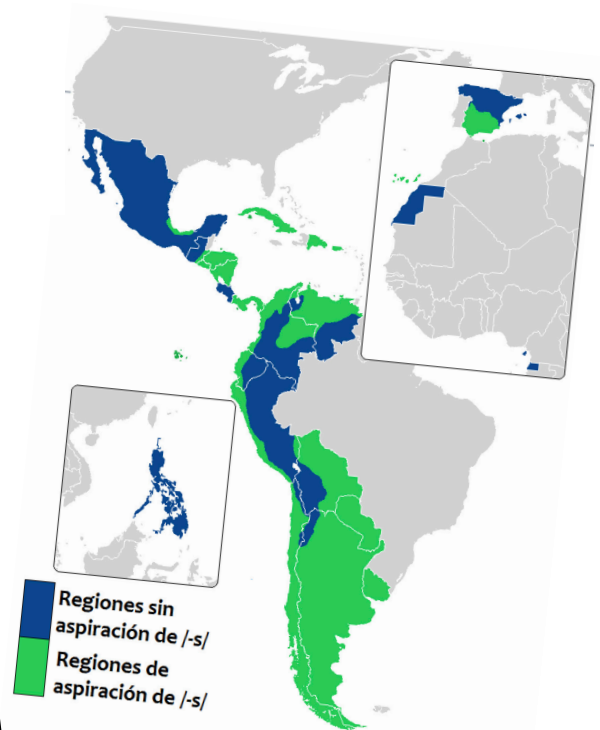 Regiones sin
aspiración de /-s/
Regiones de
aspiración de /-s/